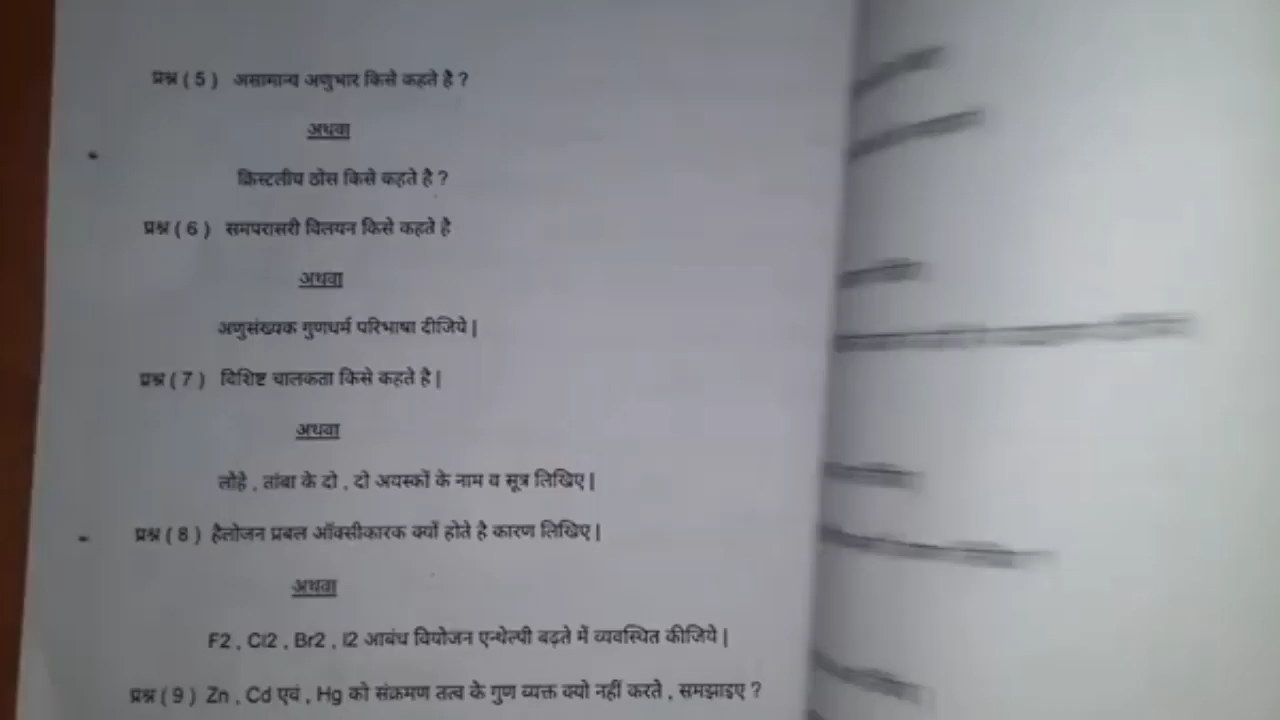 प्रश्न ( 5 ) असामान्य अणुभार किसे कहते है ?
अथवा
क्रिस्टलीय ठोस किसे कहते है ?
प्रश्न ( 6 ) समपरासरी विलयन किसे कहते है
अथवा
अणुसंख्यक गुणधर्म परिभाषा दीजिये |
प्रश्न ( 7 ) विशिष्ट चालकता किसे कहते है |
अथवा
लोहे , तांबा के दो , दो अयस्कों के नाम व सूत्र लिखिए |
प्रश्न ( 8 ) हैलोजन प्रबल ऑक्सीकारक क्यों होते है कारण लिखिए |
अथवा
F2 , Cl2 , Br2 , I2 आबंध वियोजन एन्थेल्पी बढ़ते में व्यवस्थित कीजिये |
प्रश्न ( 9 ) Zn , Cd एवं , Hg को संक्रमण तत्व के गुण व्यक्त क्यो नहीं करते , समझाइए ?